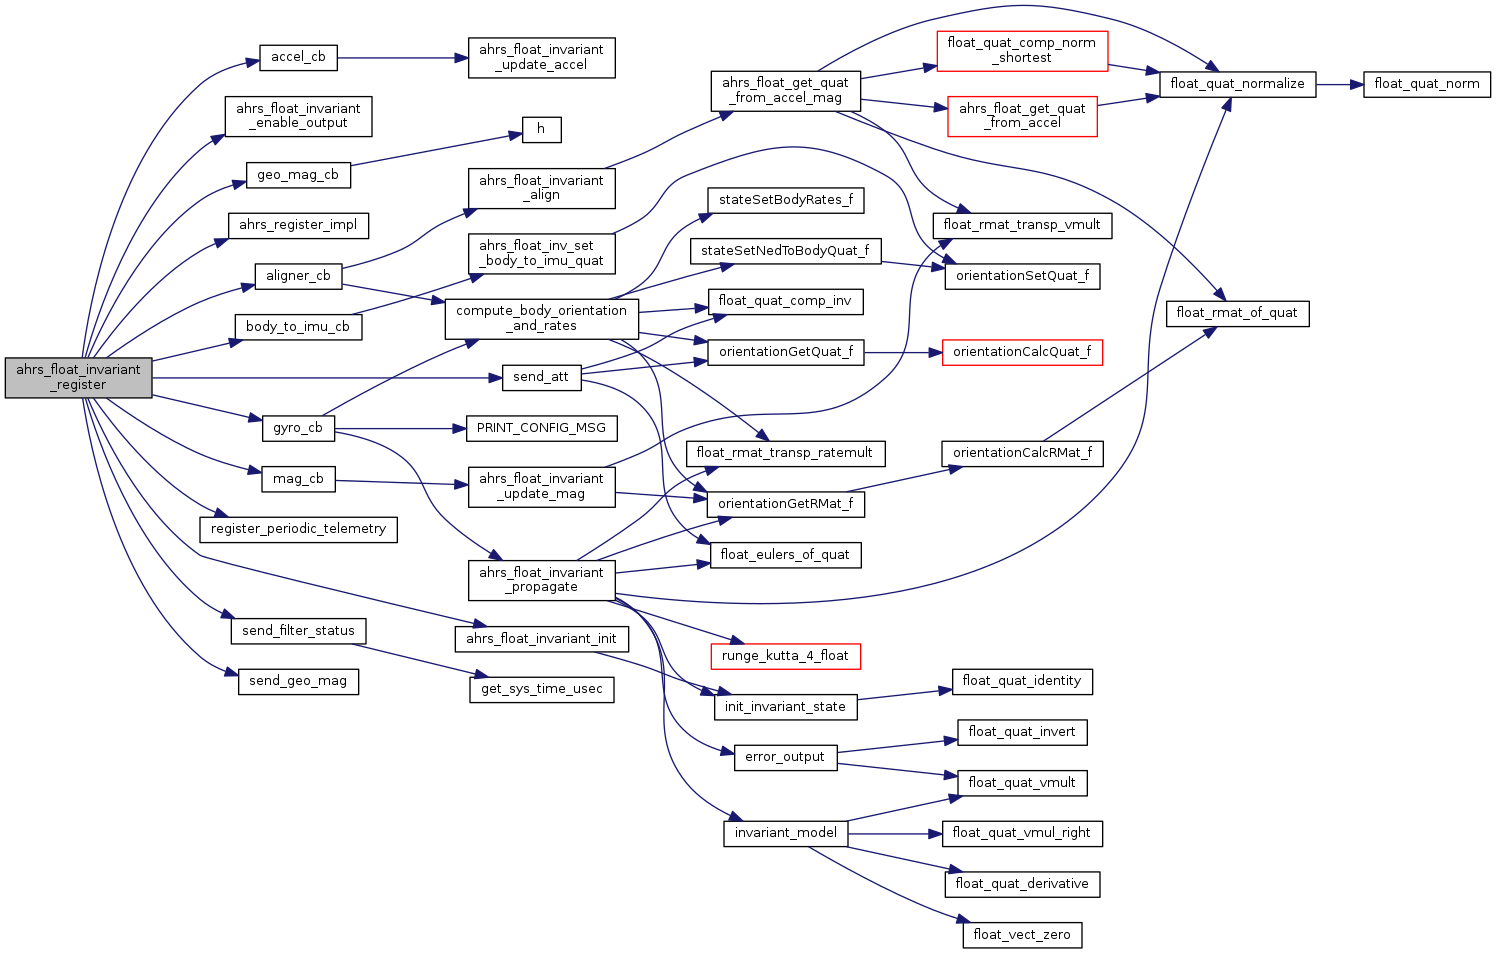 ahrs_float_invariant
_register
accel_cb
ahrs_float_invariant
_enable_output
geo_mag_cb
ahrs_register_impl
aligner_cb
body_to_imu_cb
send_att
gyro_cb
mag_cb
register_periodic_telemetry
send_filter_status
send_geo_mag
ahrs_float_invariant
_update_accel
h
ahrs_float_invariant
_align
ahrs_float_inv_set
_body_to_imu_quat
compute_body_orientation
_and_rates
PRINT_CONFIG_MSG
ahrs_float_invariant
_update_mag
ahrs_float_invariant
_propagate
ahrs_float_invariant_init
get_sys_time_usec
ahrs_float_get_quat
_from_accel_mag
stateSetBodyRates_f
stateSetNedToBodyQuat_f
float_quat_comp_inv
orientationGetQuat_f
float_rmat_transp_ratemult
orientationGetRMat_f
float_eulers_of_quat
runge_kutta_4_float
init_invariant_state
error_output
invariant_model
float_quat_comp_norm
_shortest
ahrs_float_get_quat
_from_accel
float_rmat_transp_vmult
orientationSetQuat_f
orientationCalcQuat_f
orientationCalcRMat_f
float_quat_identity
float_quat_invert
float_quat_vmult
float_quat_vmul_right
float_quat_derivative
float_vect_zero
float_quat_normalize
float_rmat_of_quat
float_quat_norm